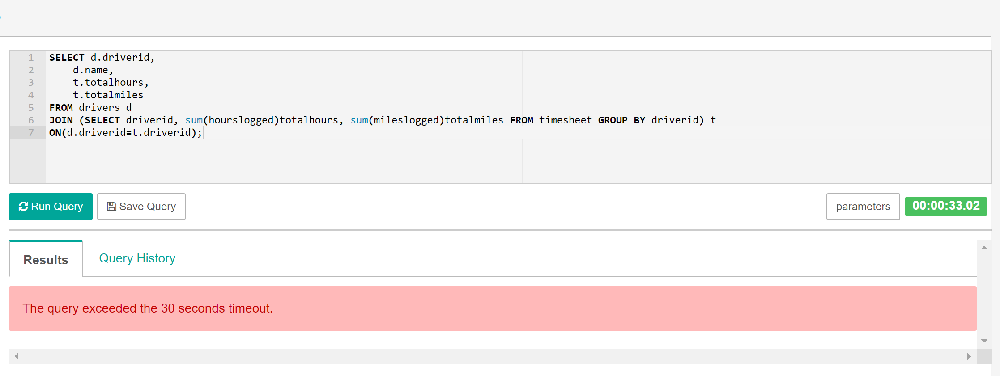 1 SELECT d.driverid,
2     d.name,
3     t.totalhours,
4     t.totalmiles
5 FROM drivers d
6 JOIN (SELECT driverid, sum(hourslogged)totalhours, sum(mileslogged)totalmiles FROM timesheet GROUP BY driverid) t
7 ON(d.driverid=t.driverid);
Run Query Save Query parameters 00:00:33.02
Results Query History
The query exceeded the 30 seconds timeout.